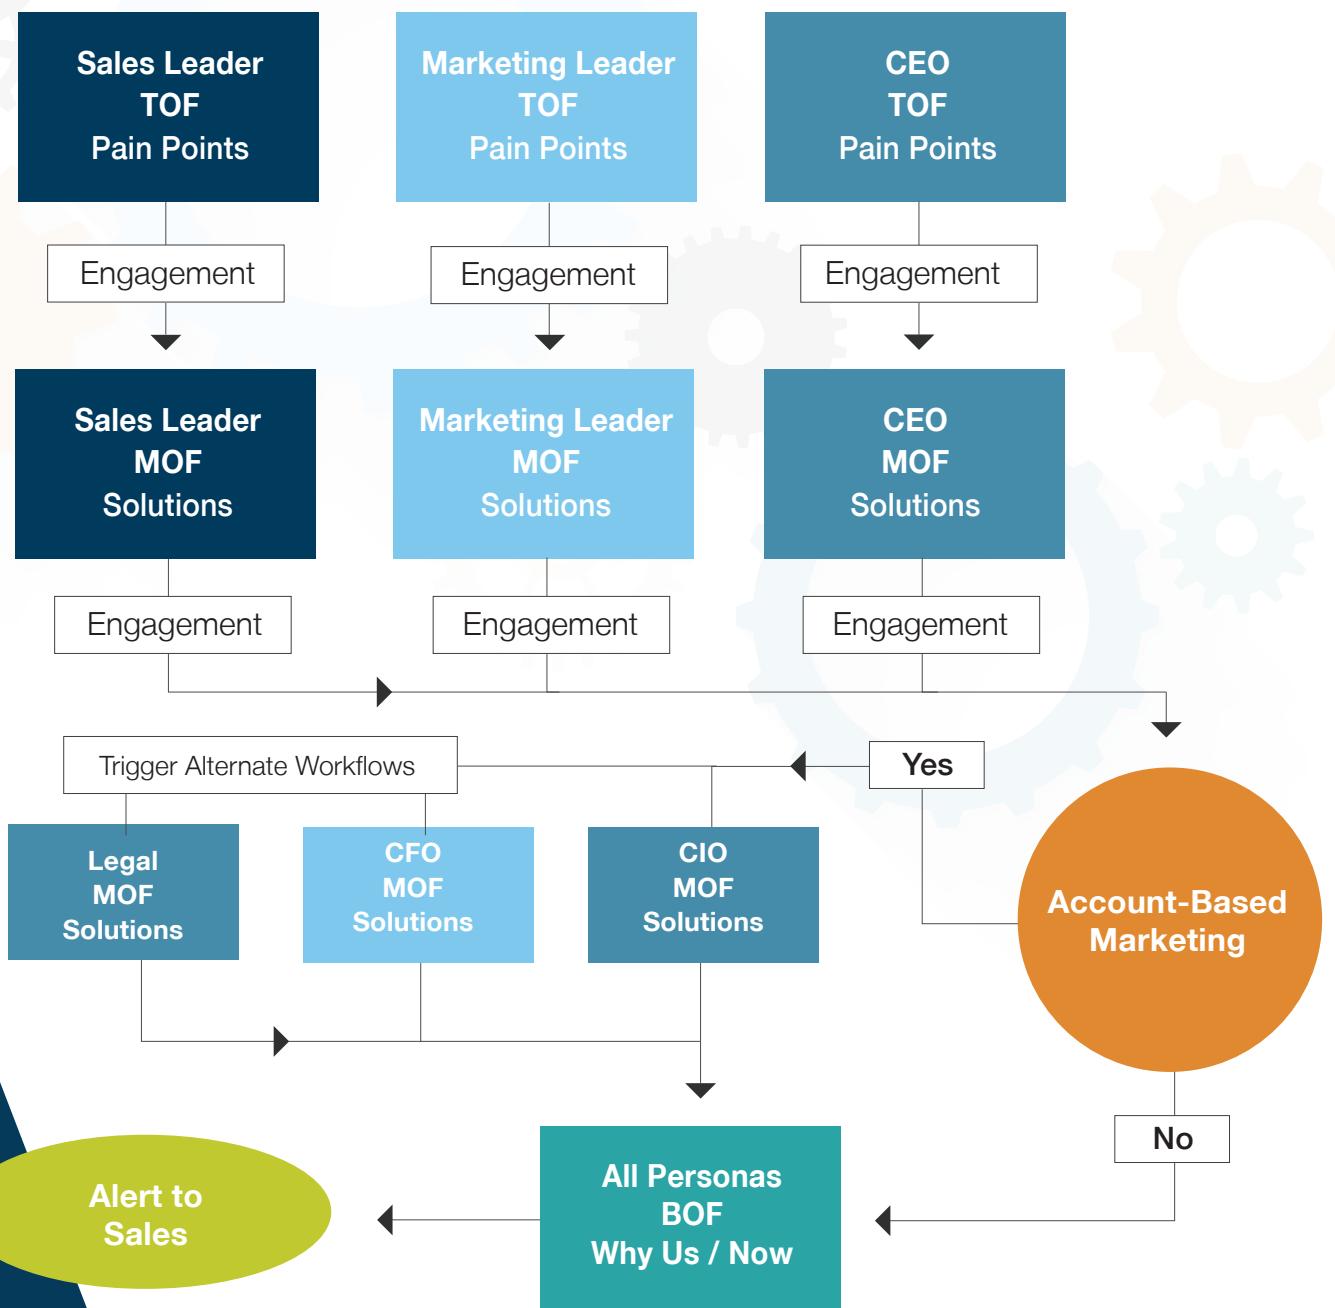 Sales Leader
TOF
Pain Points
Marketing Leader
TOF
Pain Points
CEO
TOF
Pain Points
Engagement
Engagement
Engagement
Sales Leader
MOF
Solutions
Marketing Leader
MOF
Solutions
CEO
MOF
Solutions
Engagement
Engagement
Engagement
Trigger Alternate Workflows
Yes
Legal
MOF
Solutions
CFO
MOF
Solutions
CIO
MOF
Solutions
Account-Based
Marketing
No
All Personas
BOF
Why Us / Now
Alert to
Sales